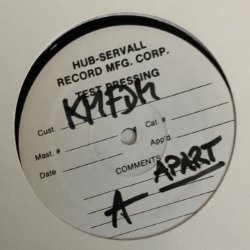 HUB-SERVALL
RECORD MFG. CORP.
TEST PRESSING
Cust. KMFDM
Mast. # Cat. #
Date App'd.
COMMENTS APART
A